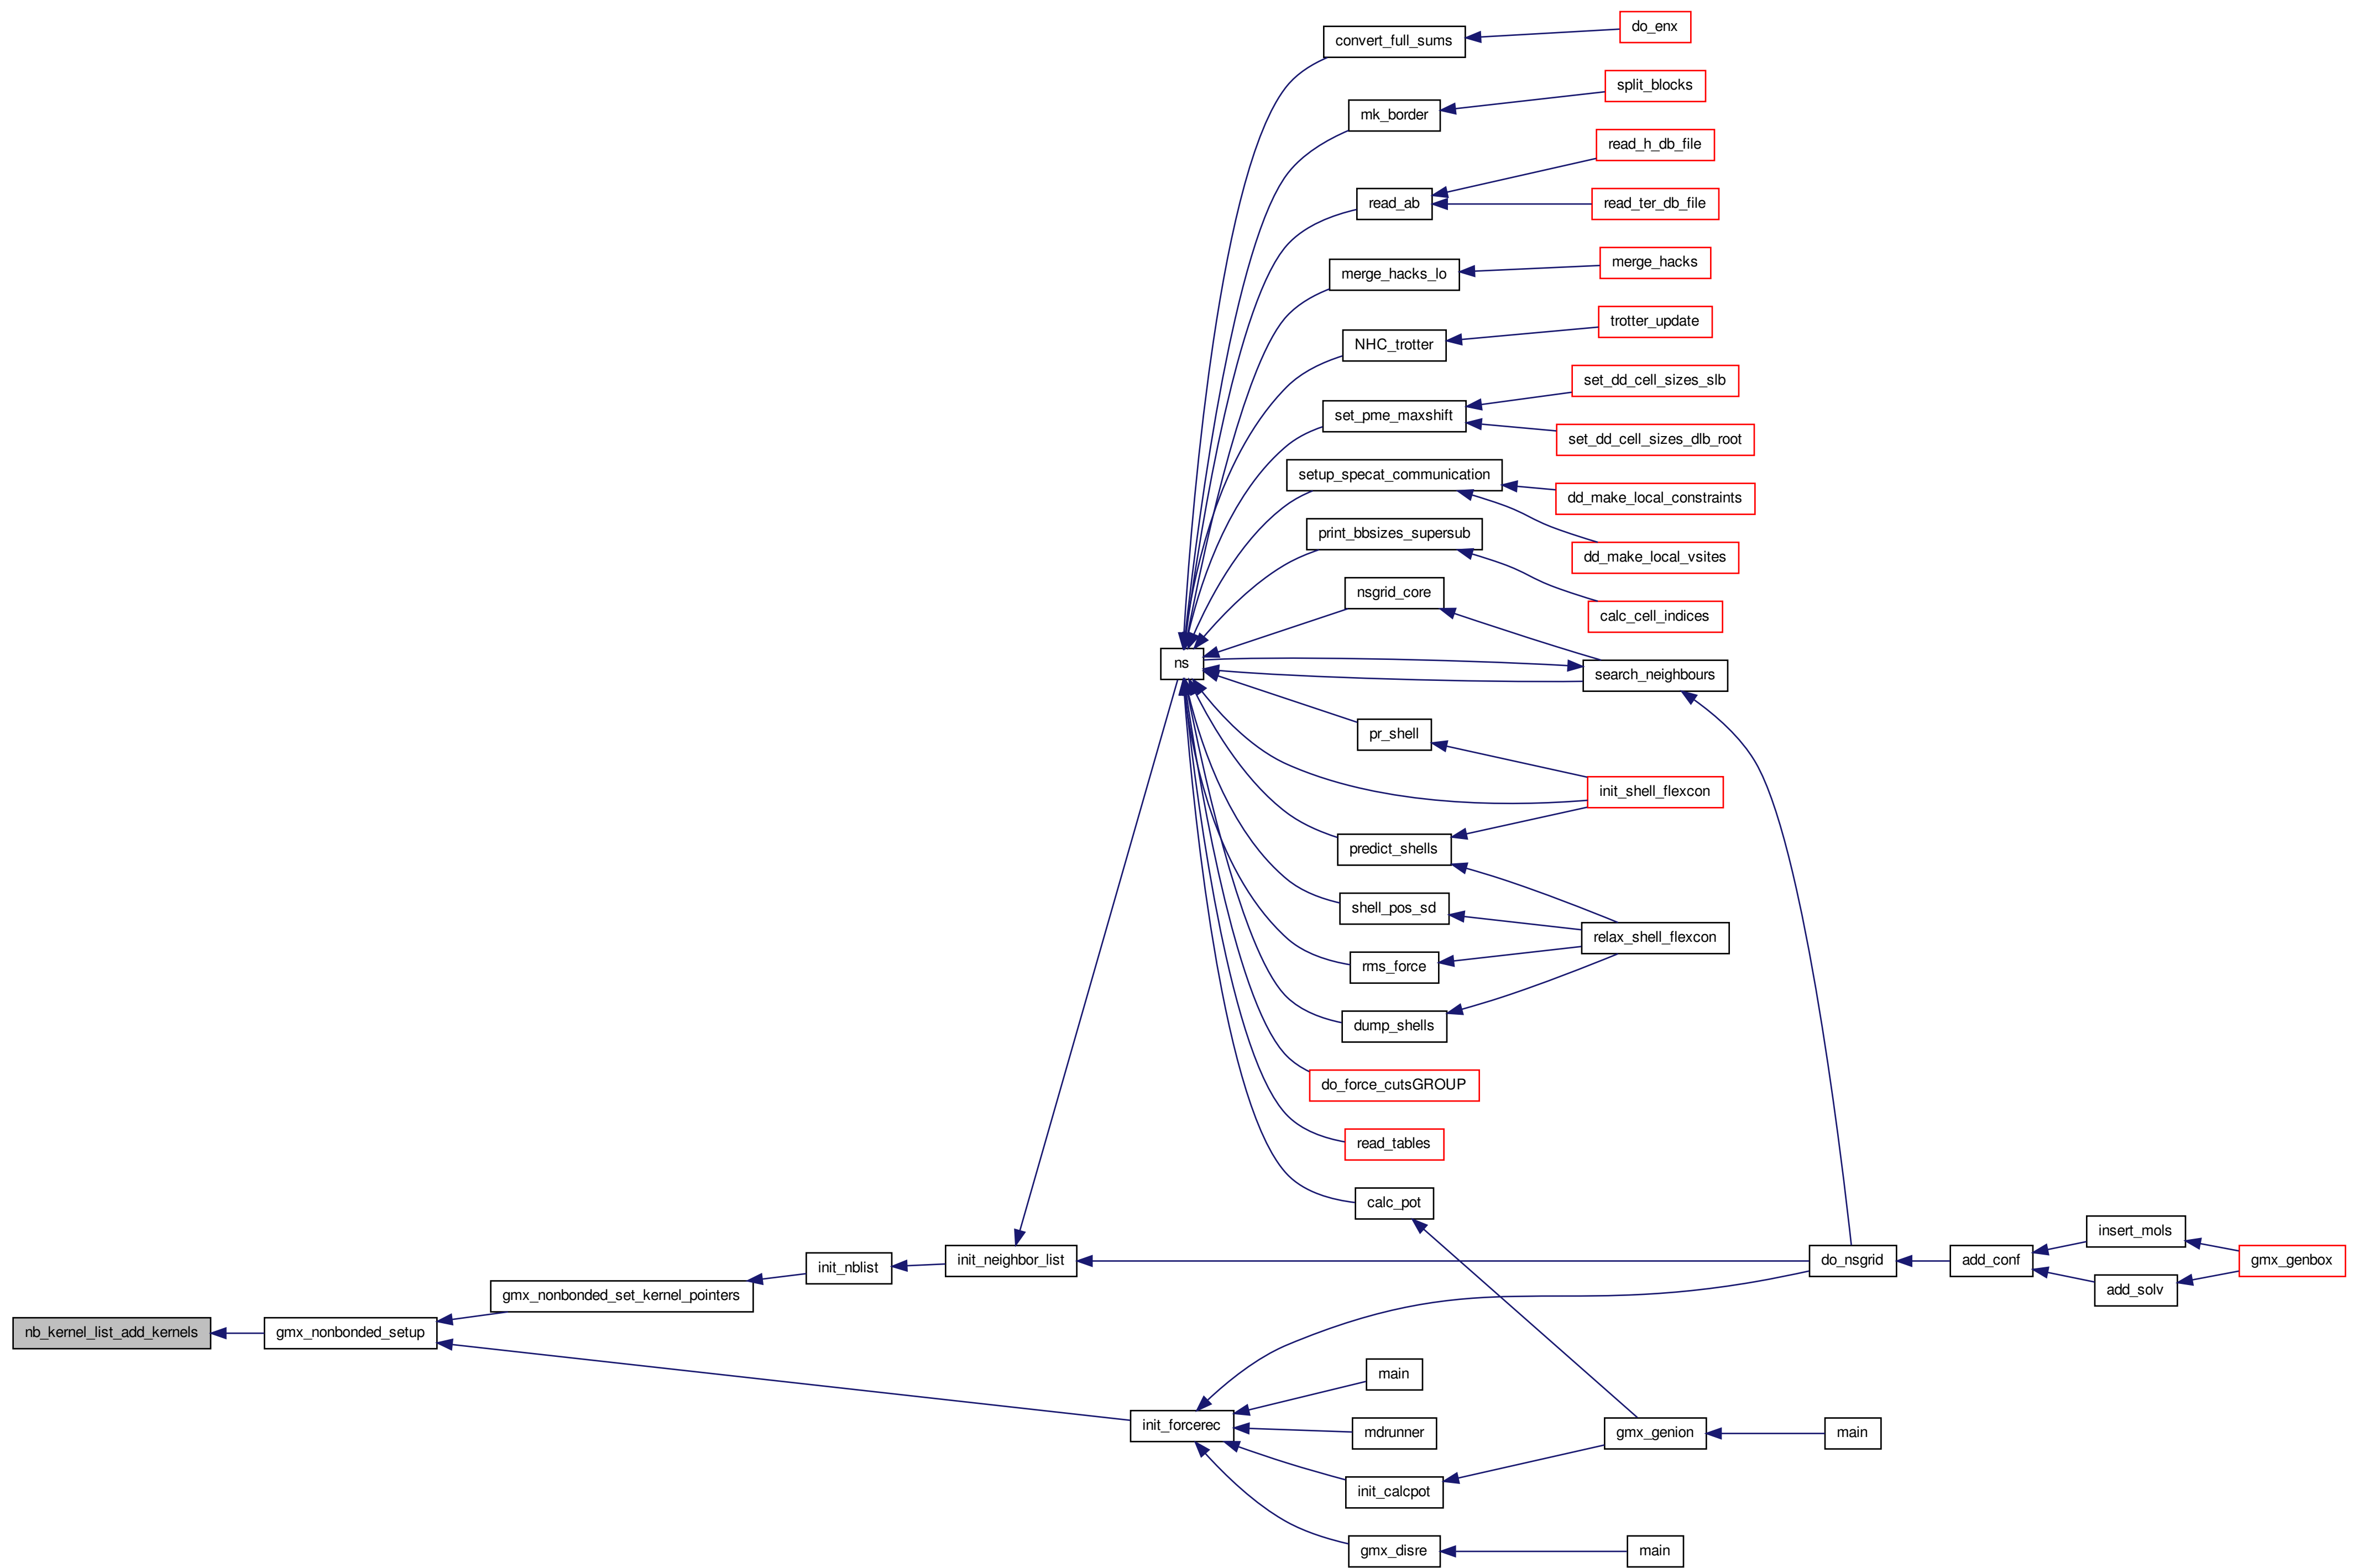 convert_full_sums
do_enx
mk_border
split_blocks
read_ab
read_h_db_file
read_ter_db_file
merge_hacks_lo
merge_hacks
NHC_trotter
trotter_update
set_pme_maxshift
set_dd_cell_sizes_slb
set_dd_cell_sizes_dlb_root
setup_specat_communication
dd_make_local_constraints
dd_make_local_vsites
print_bbsizes_supersub
calc_cell_indices
nsgrid_core
ns
search_neighbours
pr_shell
init_shell_flexcon
predict_shells
shell_pos_sd
relax_shell_flexcon
rms_force
dump_shells
do_force_cutsGROUP
read_tables
calc_pot
insert_mols
init_nblist
init_neighbor_list
do_nsgrid
add_conf
gmx_genbox
add_solv
gmx_nonbonded_set_kernel_pointers
nb_kernel_list_add_kernels
gmx_nonbonded_setup
main
init_forcerec
mdrunner
gmx_genion
main
init_calcpot
gmx_disre
main